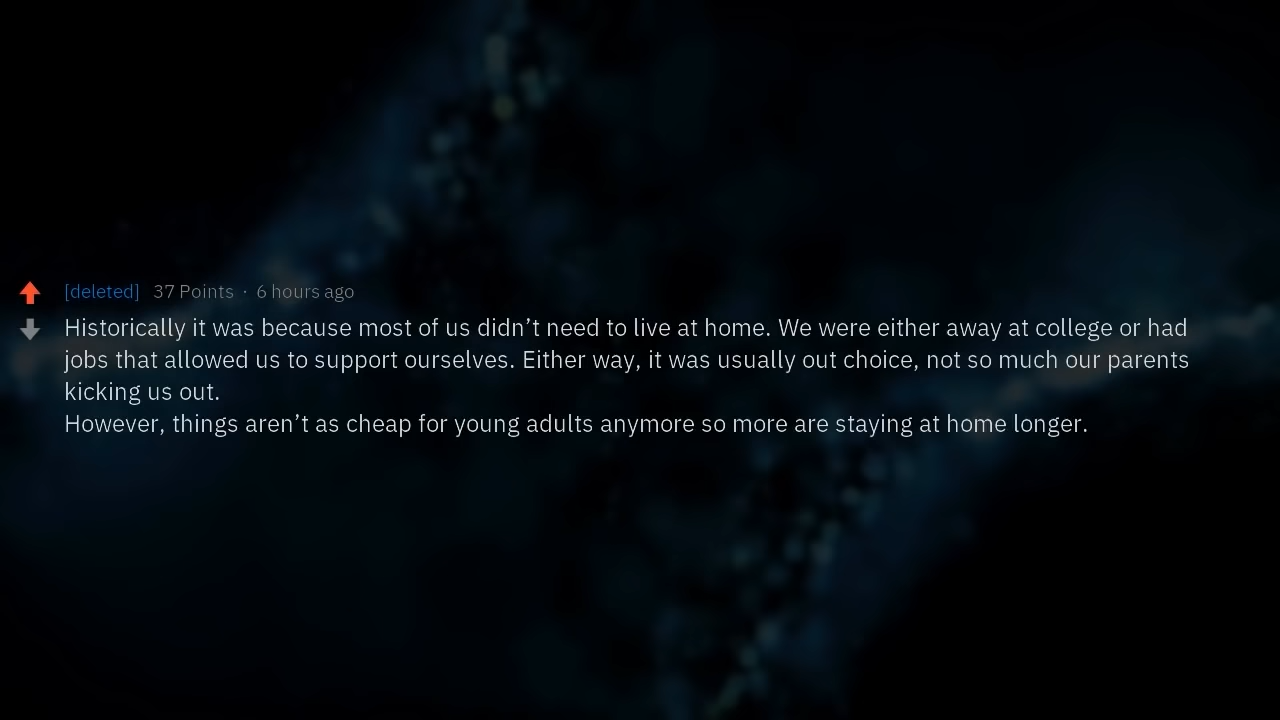 [deleted] 37 Points · 6 hours ago
Historically it was because most of us didn’t need to live at home. We were either away at college or had
jobs that allowed us to support ourselves. Either way, it was usually out choice, not so much our parents
kicking us out.
However, things aren’t as cheap for young adults anymore so more are staying at home longer.